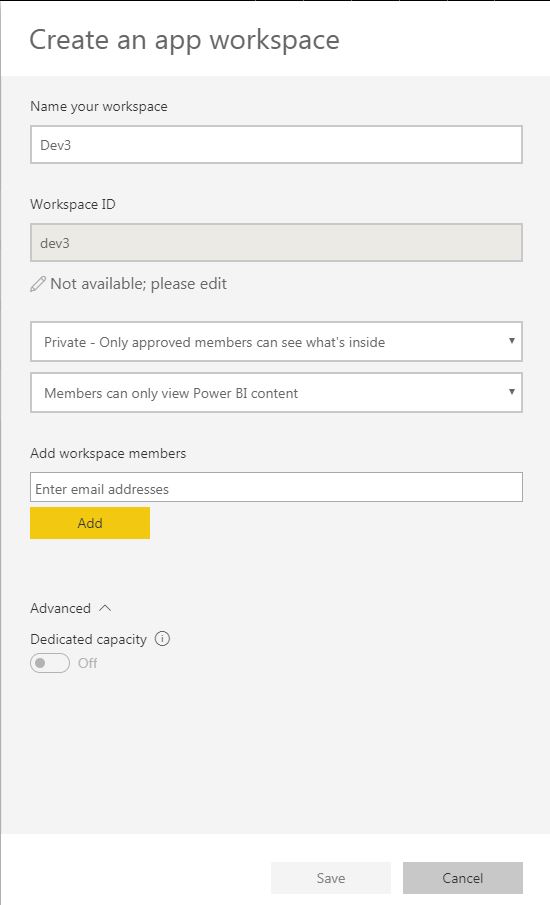 Create an app workspace
Name your workspace
Dev3
Workspace ID
dev3
Not available; please edit
Private - Only approved members can see what's inside
Members can only view Power BI content
Add workspace members
Enter email addresses
Add
Advanced
Dedicated capacity
Off
Save
Cancel